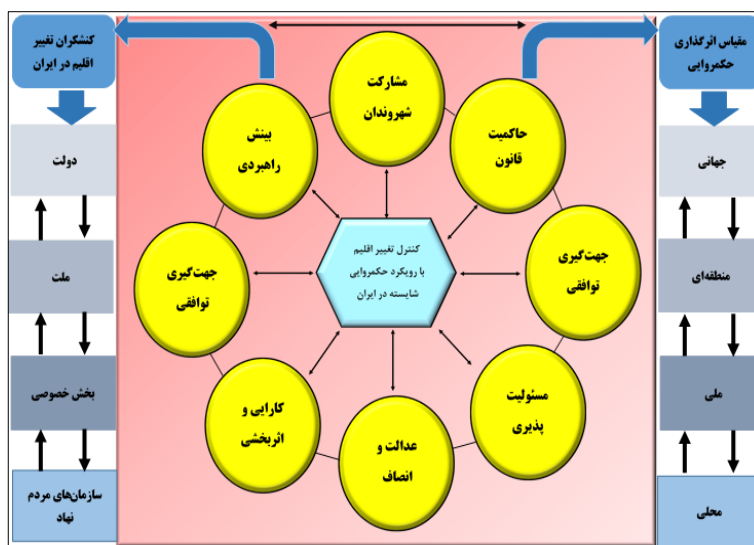 مقیاس اثرگذاری
حکمروایی
جهانی
منطقه‌ای
ملی
محلی
مشارکت
شهروندان
حاکمیت
قانون
جهت‌گیری
توافقی
مسئولیت
پذیری
عدالت و
انصاف
کارایی و
اثربخشی
جهت‌گیری
توافقی
بینش
راهبردی
کنترل تغییر اقلیم
با رویکرد حکمروایی
شایسته در ایران
کنشگران تغییر
اقلیم در ایران
دولت
ملت
بخش خصوصی
سازمان‌های مردم
نهاد